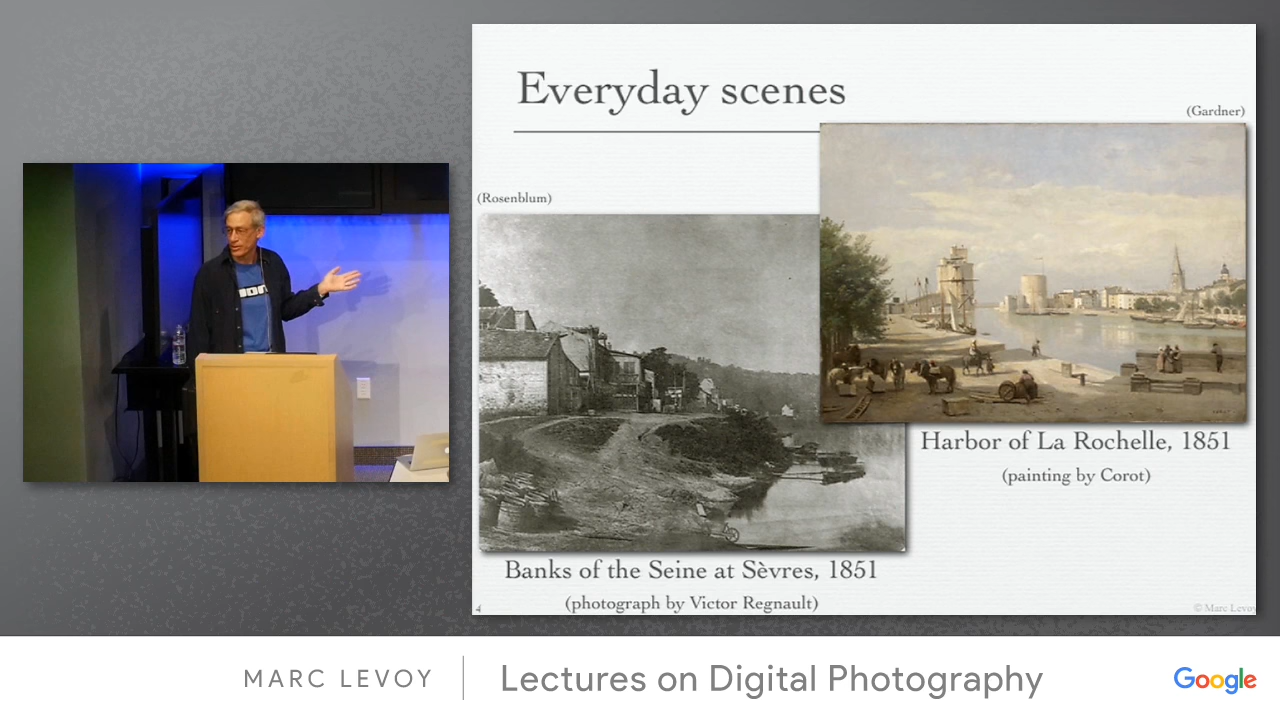 Everyday scenes
(Gardner)
(Rosenblum)
Harbor of La Rochelle, 1851
(painting by Corot)
Banks of the Seine at Sèvres, 1851
(photograph by Victor Regnault)
4
© Marc Levoy
MARC LEVOY
Lectures on Digital Photography
Google